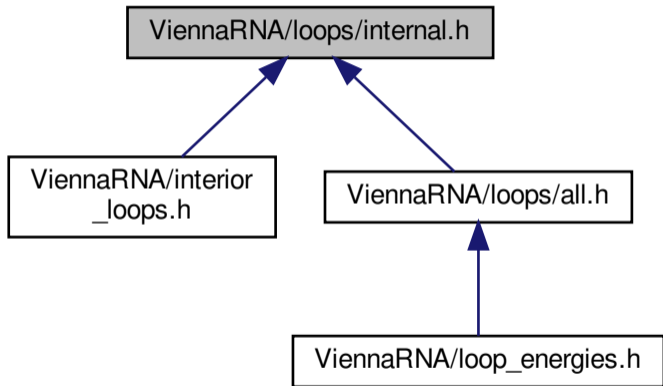 ViennaRNA/loops/internal.h
ViennaRNA/interior
_loops.h
ViennaRNA/loops/all.h
ViennaRNA/loop_energies.h